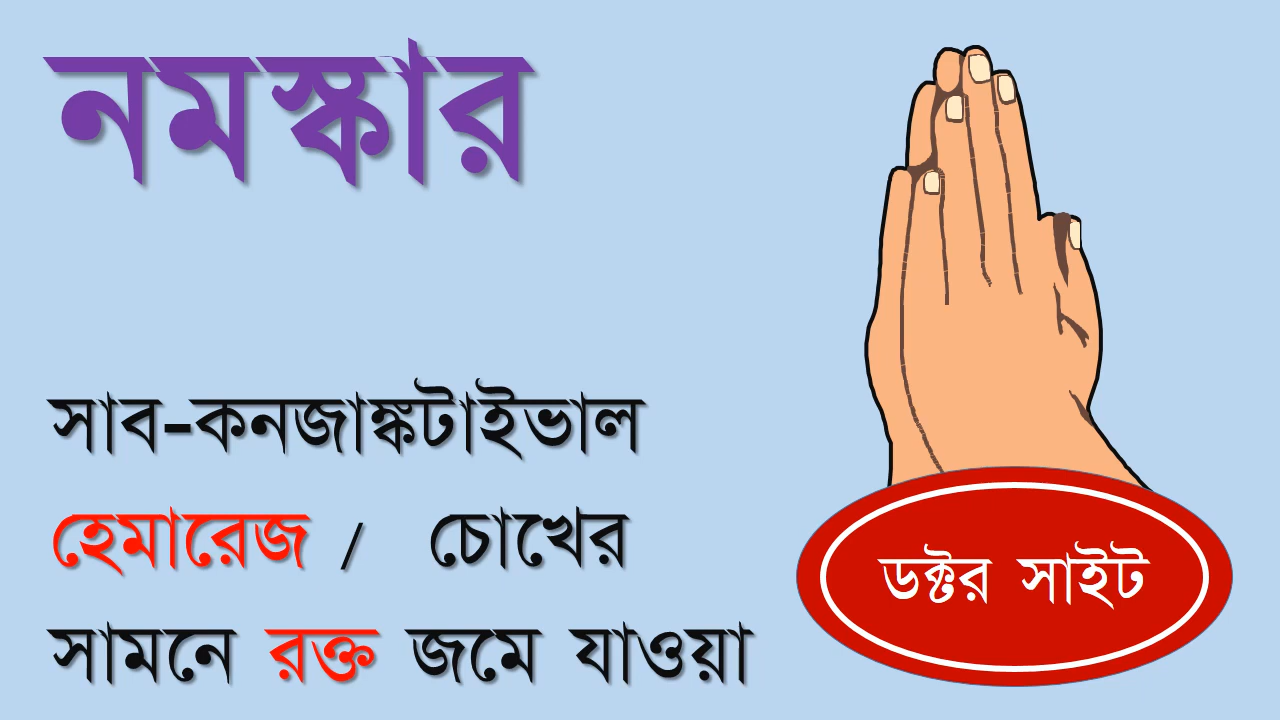 নমস্কার
সাব-কনজাঙ্কটাইভাল
হেমারেজ / চোখের
সামনে রক্ত জমে যাওয়া
ডক্টর সাইট